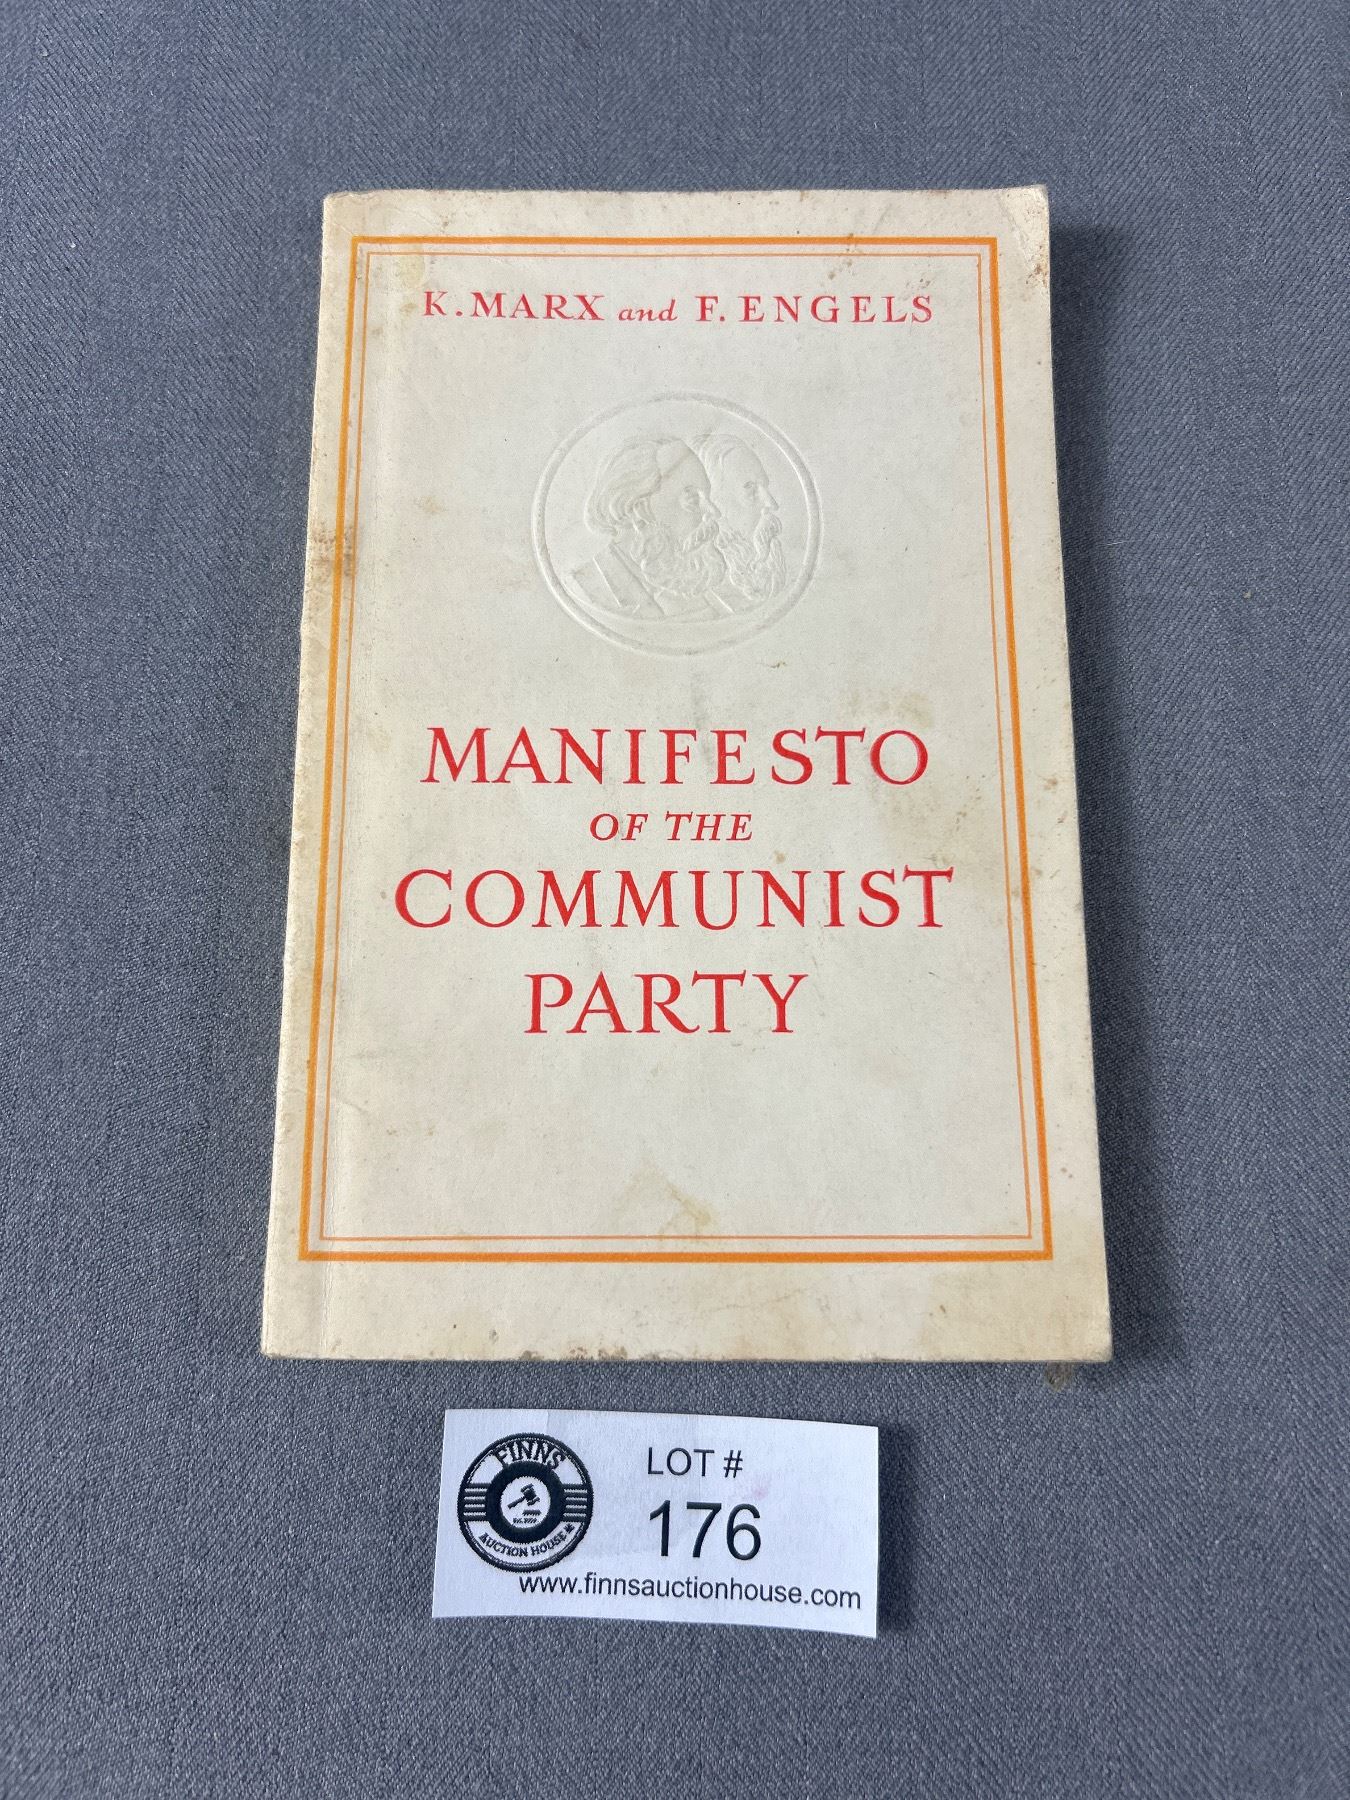 K. MARX and F. ENGELS
MANIFESTO
OF THE
COMMUNIST
PARTY
FINNS
AUCTION HOUSE
LOT #
176
www.finnsauctionhouse.com